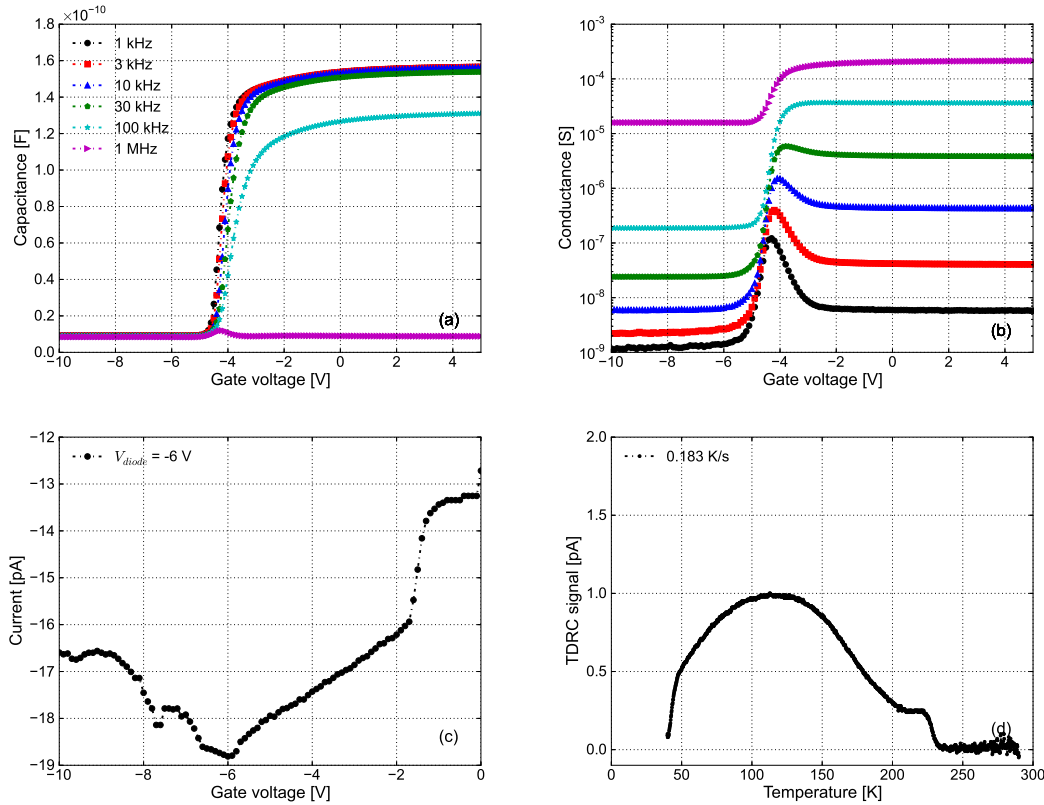 ×10⁻¹⁰
1.8
1.6
1.4
1.2
1.0
0.8
0.6
0.4
0.2
0.0
Capacitance [F]
1 kHz
3 kHz
10 kHz
30 kHz
100 kHz
1 MHz
(a)
−10 −8 −6 −4 −2 0 2 4
Gate voltage [V]
10⁻³
10⁻⁴
10⁻⁵
10⁻⁶
10⁻⁷
10⁻⁸
10⁻⁹
Conductance [S]
(b)
−10 −8 −6 −4 −2 0 2 4
Gate voltage [V]
−12
−13
−14
−15
−16
−17
−18
−19
Current [pA]
V_diode = -6 V
(c)
−10 −8 −6 −4 −2 0
Gate voltage [V]
2.0
1.5
1.0
0.5
0.0
TDRC signal [pA]
0.183 K/s
(d)
0 50 100 150 200 250 300
Temperature [K]